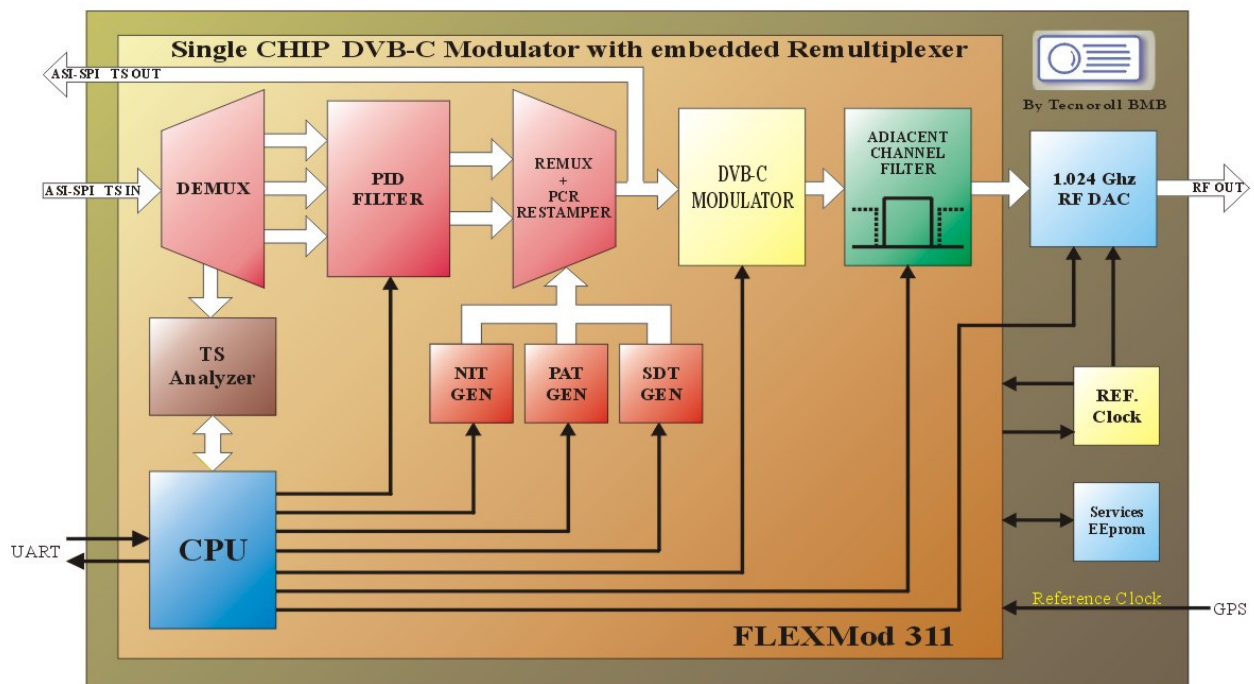 Single CHIP DVB-C Modulator with embedded Remultiplexer
ASI-SPI TS OUT
By Tecnoroll BMB
ASI-SPI TS IN
DEMUX
PID
FILTER
REMUX
+
PCR
RESTAMPER
DVB-C
MODULATOR
ADIACENT
CHANNEL
FILTER
1.024 Ghz
RF DAC
RF OUT
TS
Analyzer
NIT
GEN
PAT
GEN
SDT
GEN
REF.
Clock
CPU
UART
Services
EEprom
Reference Clock
GPS
FLEXMod 311